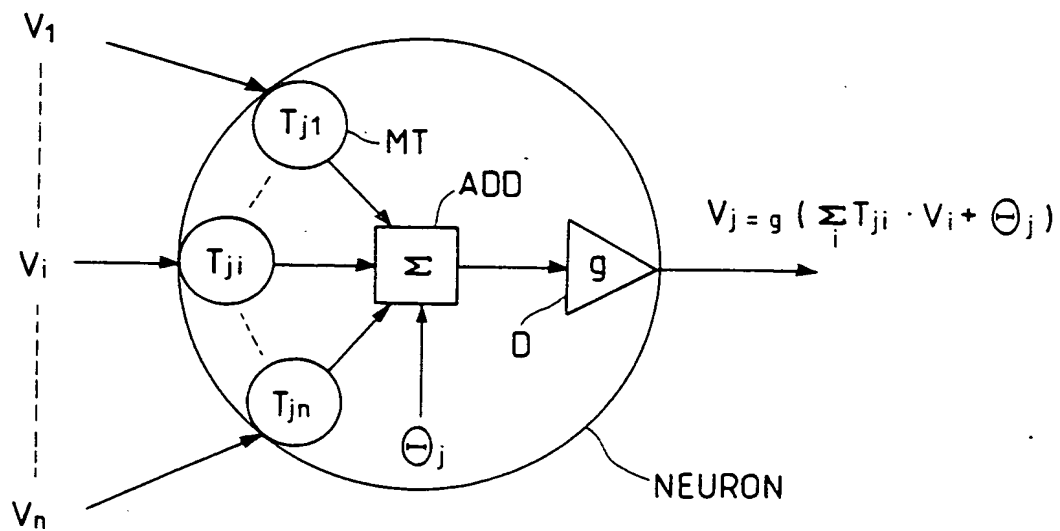 V1
Tj1
MT
ADD
Vj = g ( Σi Tji · Vi + Θj )
Vi
Tji
Σ
g
D
Tjn
Θj
NEURON
Vn